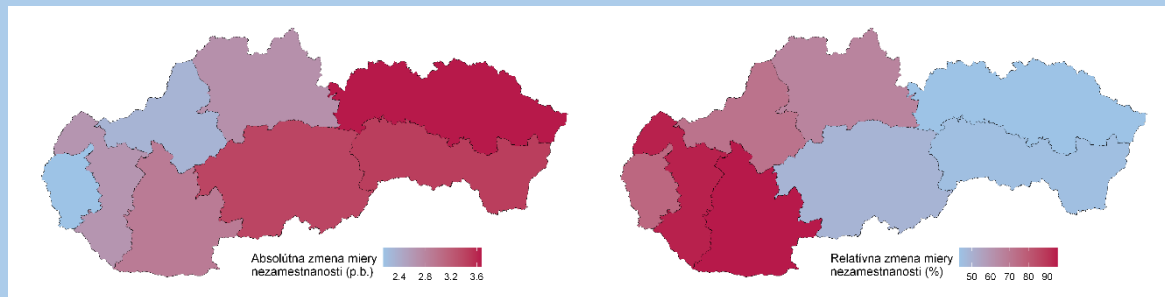 Absolútna zmena miery
nezamestnanosti (p.b.)
2.4 2.8 3.2 3.6
Relatívna zmena miery
nezamestnanosti (%)
50 60 70 80 90